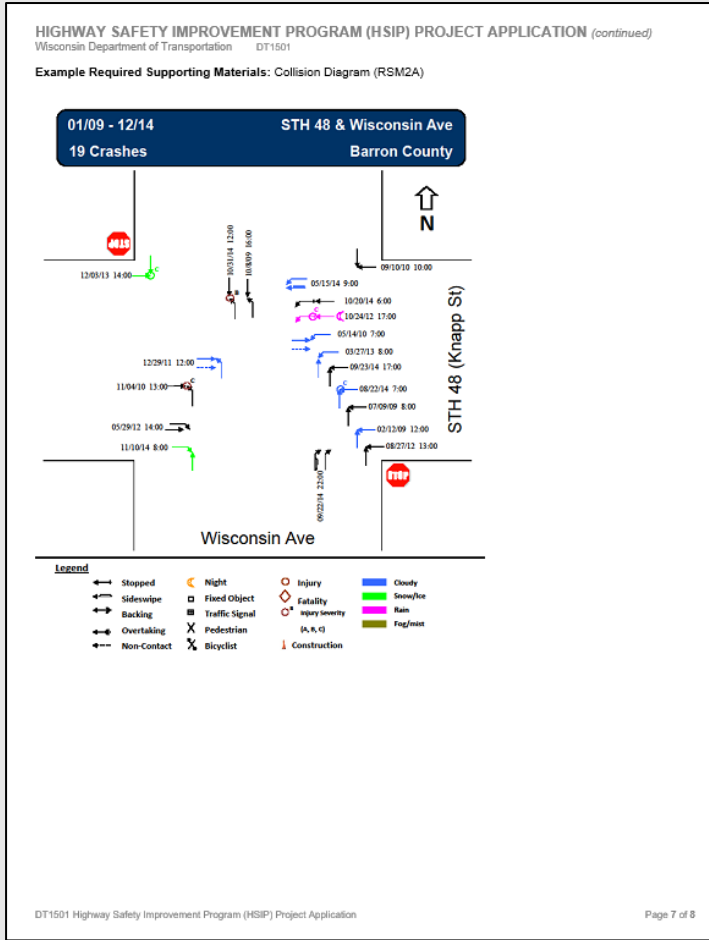 HIGHWAY SAFETY IMPROVEMENT PROGRAM (HSIP) PROJECT APPLICATION (continued)
Wisconsin Department of Transportation DT1501
Example Required Supporting Materials: Collision Diagram (RSM2A)
01/09 - 12/14 STH 48 & Wisconsin Ave
19 Crashes Barron County
N
STOP
12/03/13 14:00
C
10/31/14 12:00
B
10/8/09 16:00
09/10/10 10:00
05/15/14 9:00
10/20/14 6:00
C
10/24/12 17:00
05/14/10 7:00
03/27/13 8:00
12/29/11 12:00
09/23/14 17:00
C
11/04/10 13:00
C
08/22/14 7:00
07/09/09 8:00
05/29/12 14:00
02/12/09 12:00
11/10/14 8:00
08/27/12 13:00
09/22/14 22:00
STH 48 (Knapp St)
STOP
Wisconsin Ave
Legend
Stopped Night Injury Cloudy
Sideswipe Fixed Object Fatality Snow/Ice
Backing Traffic Signal B Injury Severity Rain
Overtaking Pedestrian (A, B, C) Fog/mist
Non-Contact Bicyclist Construction
DT1501 Highway Safety Improvement Program (HSIP) Project Application Page 7 of 8